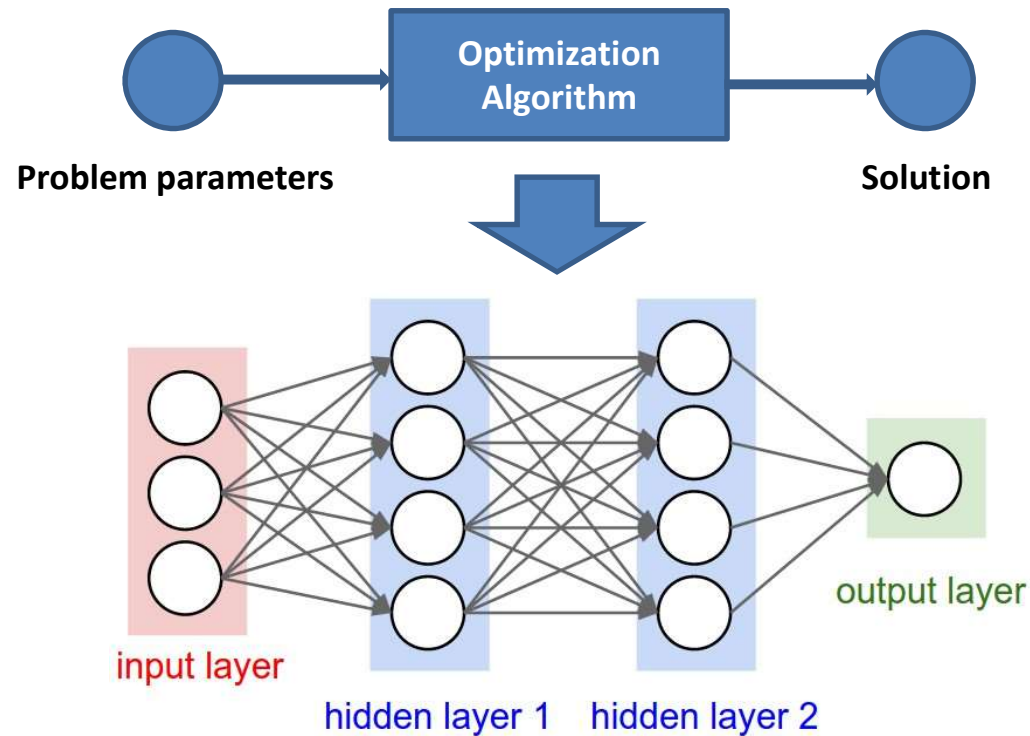 Optimization
Algorithm
Problem parameters
Solution
input layer
hidden layer 1
hidden layer 2
output layer